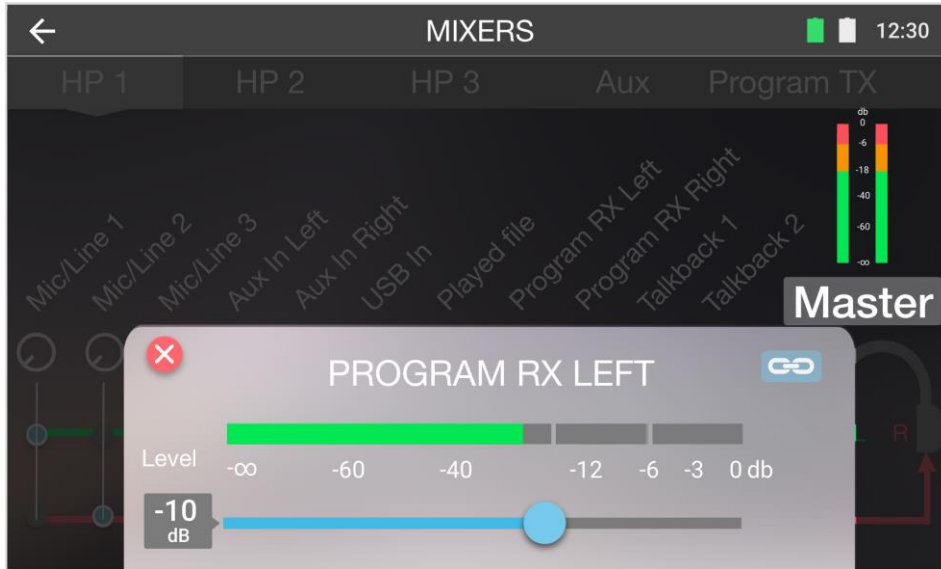 MIXERS
12:30
HP 1 HP 2 HP 3 Aux Program TX
db
0
-6
-18
-40
-60
-∞
Mic/Line 1
Mic/Line 2
Mic/Line 3
Aux In Left
Aux In Right
USB In
Played file
Program RX Left
Program RX Right
Talkback 1
Talkback 2
Master
PROGRAM RX LEFT
L R
Level
-∞ -60 -40 -12 -6 -3 0 db
-10
dB